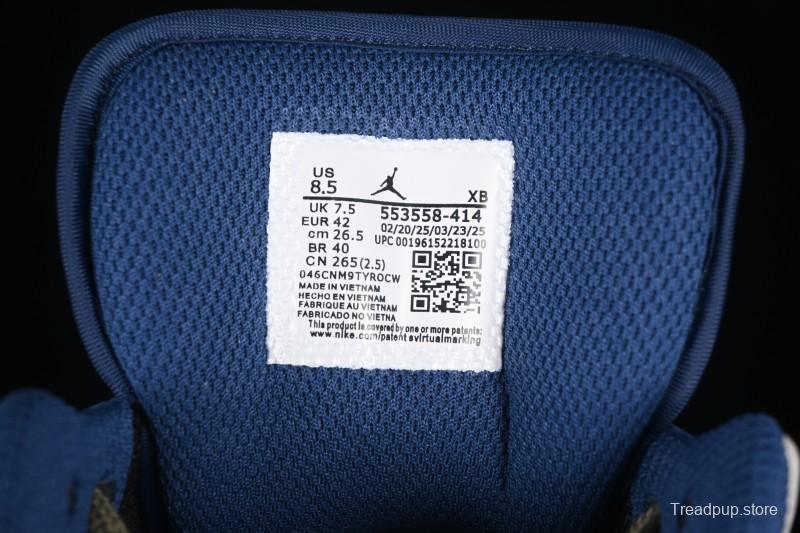 US
8.5
XB
UK 7.5
EUR 42
cm 26.5
BR 40
CN 265(2.5)
553558-414
02/20/25/03/23/25
UPC 00196152218100
046CNM9TYROCW
MADE IN VIETNAM
HECHO EN VIETNAM
FABRIQUE AU VIETNAM
FABRICADO NO VIETNA
This product is covered by one or more patents:
www.nike.com/patent svirtualmarking
Treadpup.store